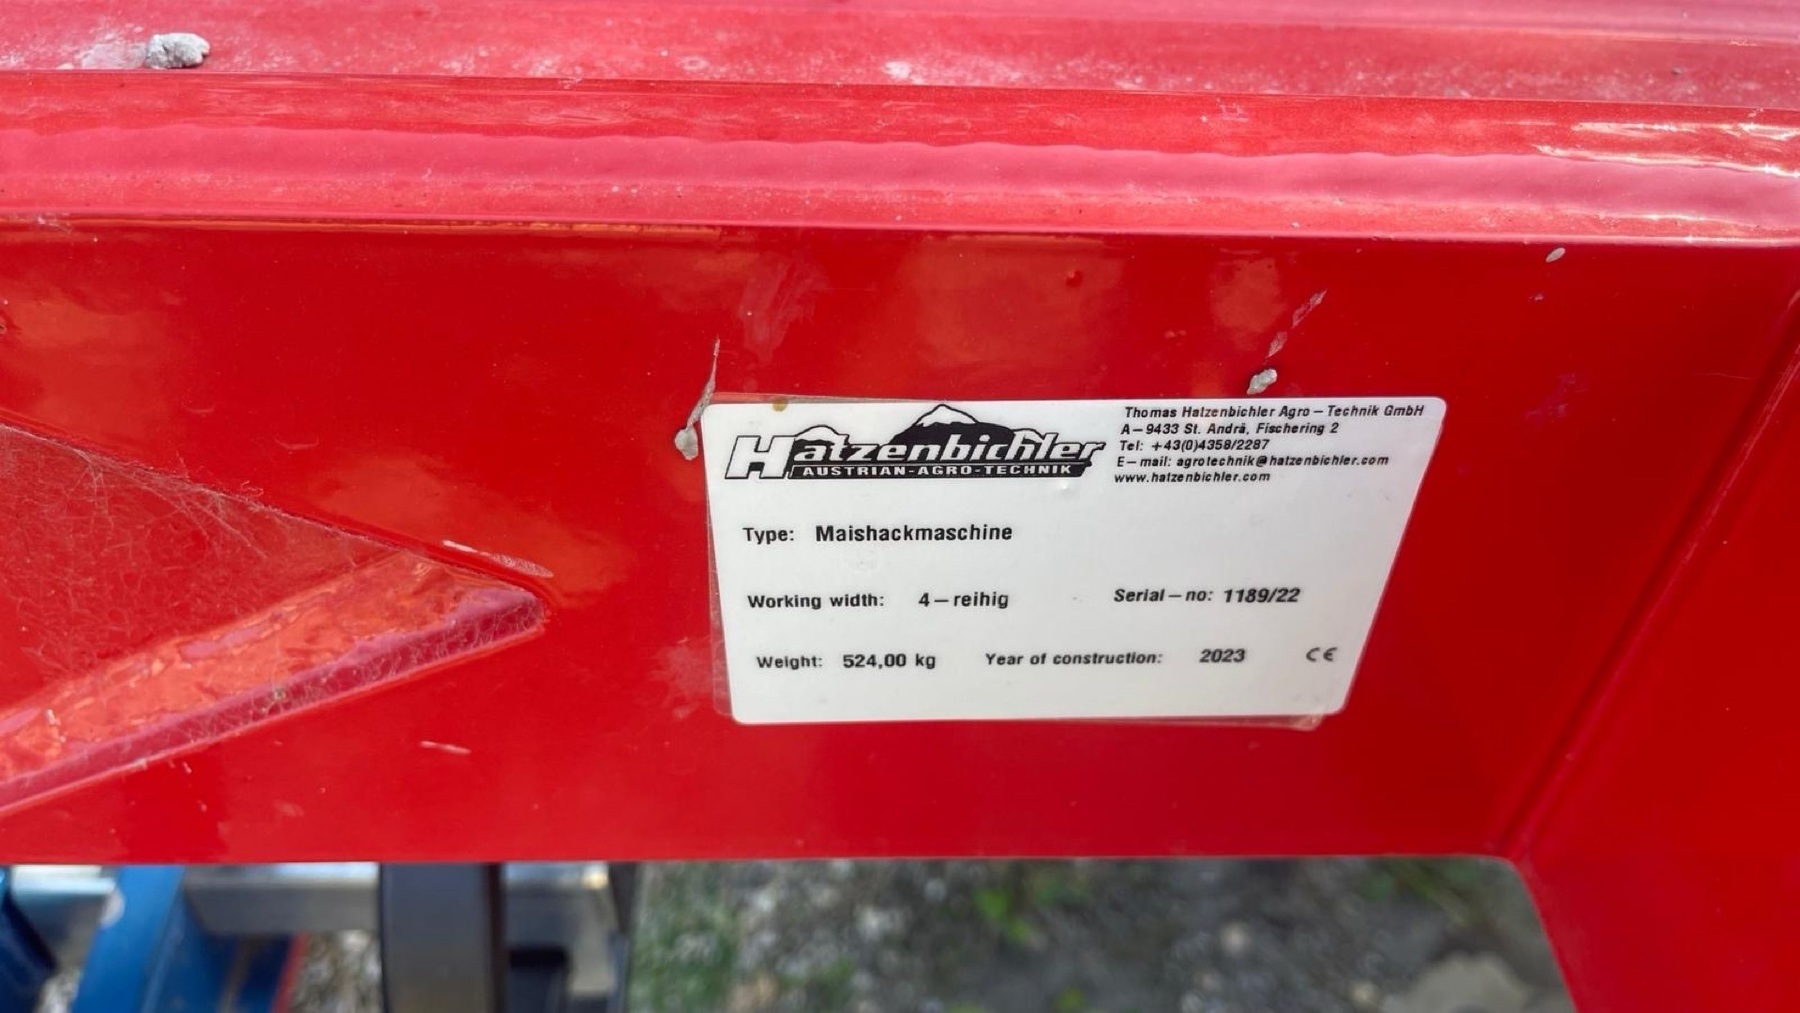 Hatzenbichler
AUSTRIAN-AGRO-TECHNIK
Thomas Hatzenbichler Agro – Technik GmbH
A – 9433 St. Andrä, Fischering 2
Tel: +43(0)4358/2287
E – mail: agrotechnik@hatzenbichler.com
www.hatzenbichler.com
Type: Maishackmaschine
Working width: 4 – reihig Serial – no: 1189/22
Weight: 524,00 kg Year of construction: 2023 CE